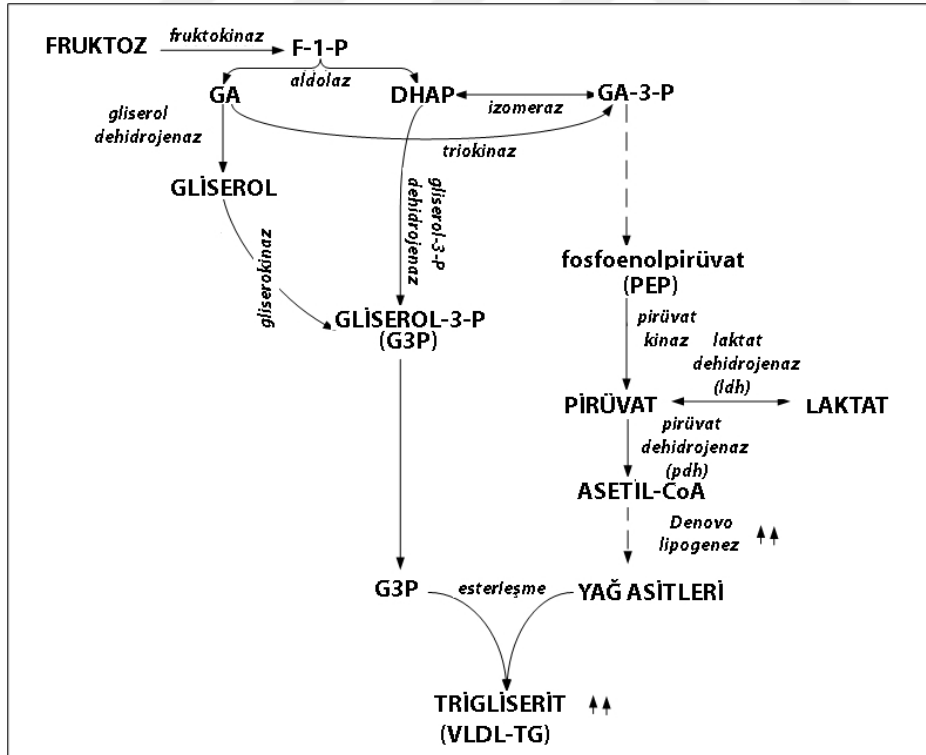 FRUKTOZ
fruktokinaz
F-1-P
aldolaz
GA
DHAP
izomeraz
GA-3-P
gliserol
dehidrojenaz
triokinaz
GLİSEROL
gliserol-3-P
dehidrojenaz
gliserokinaz
fosfoenolpirüvat
(PEP)
GLİSEROL-3-P
(G3P)
pirüvat
kinaz
laktat
dehidrojenaz
(ldh)
PİRÜVAT
LAKTAT
pirüvat
dehidrojenaz
(pdh)
ASETİL-CoA
Denovo
lipogenez
G3P
esterleşme
YAĞ ASİTLERİ
TRİGLİSERİT
(VLDL-TG)